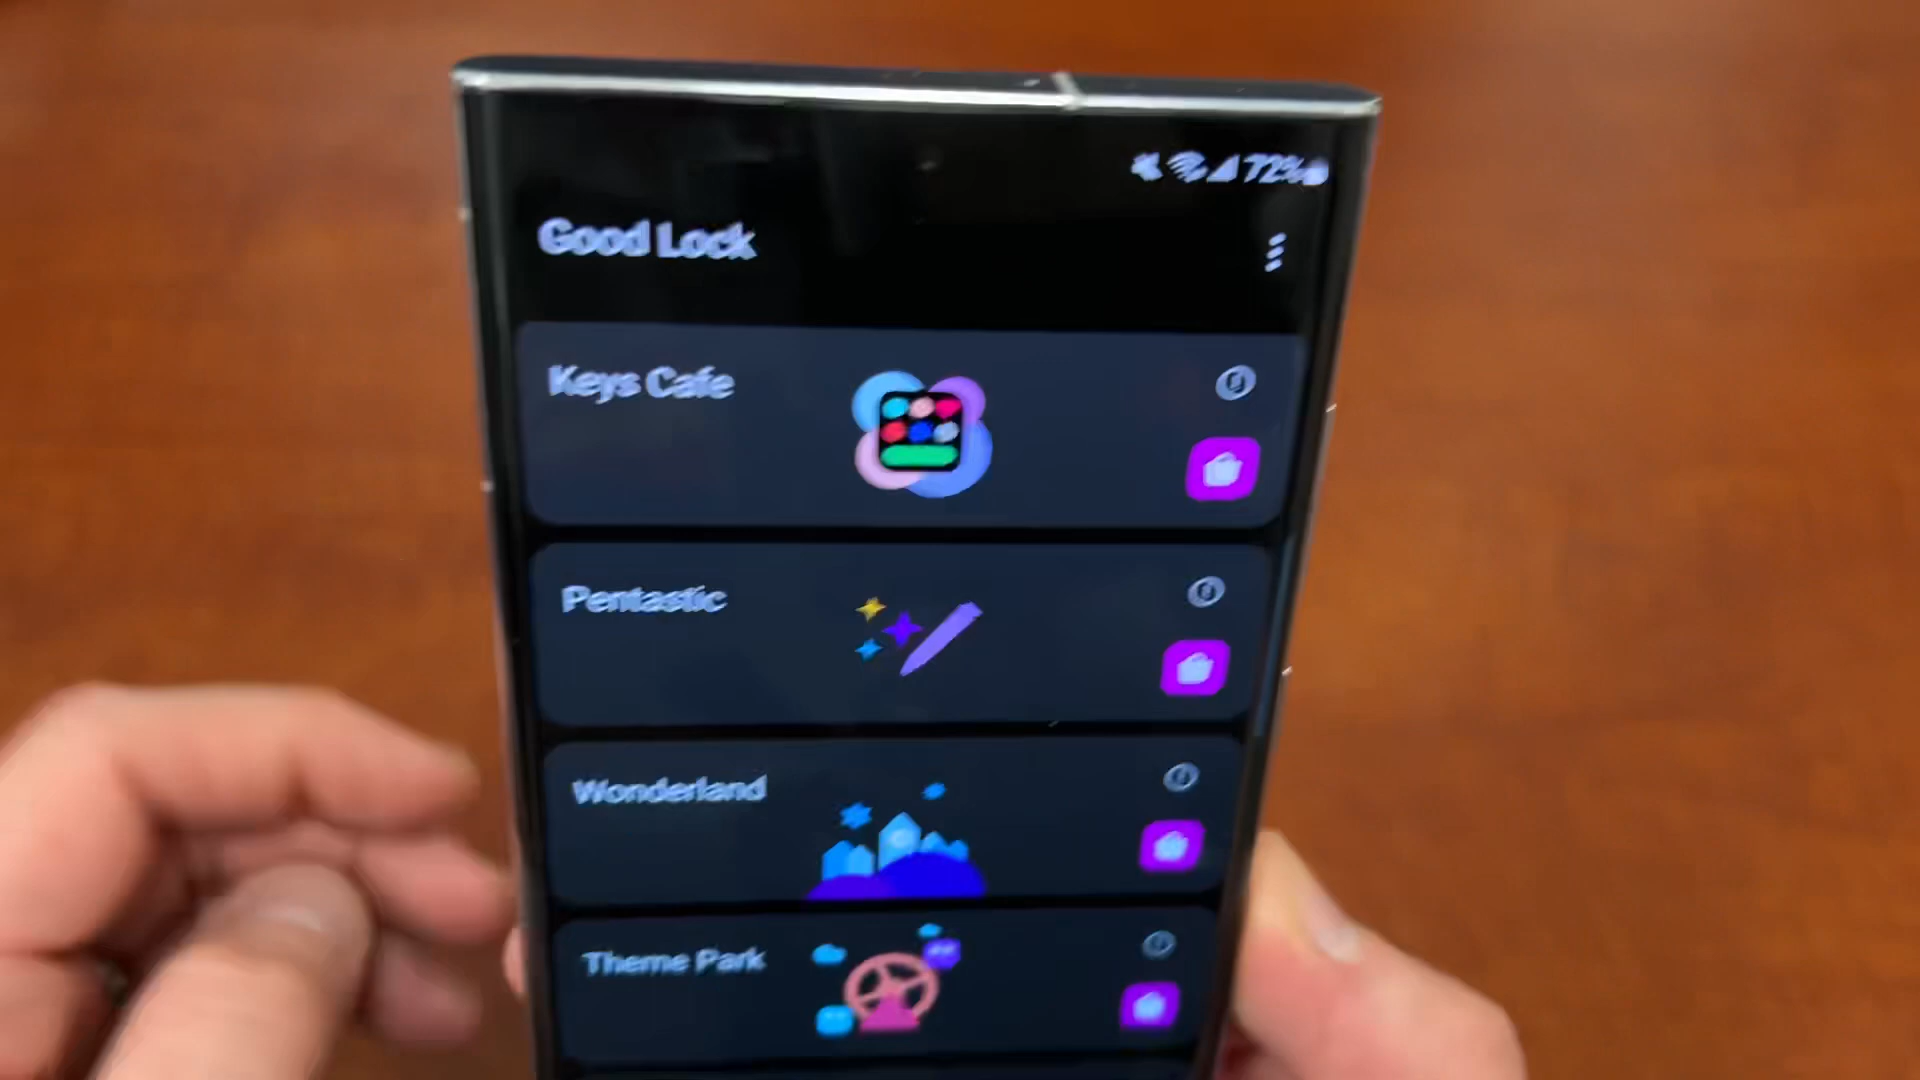 72%
Good Lock
Keys Cafe
Pentastic
Wonderland
Theme Park